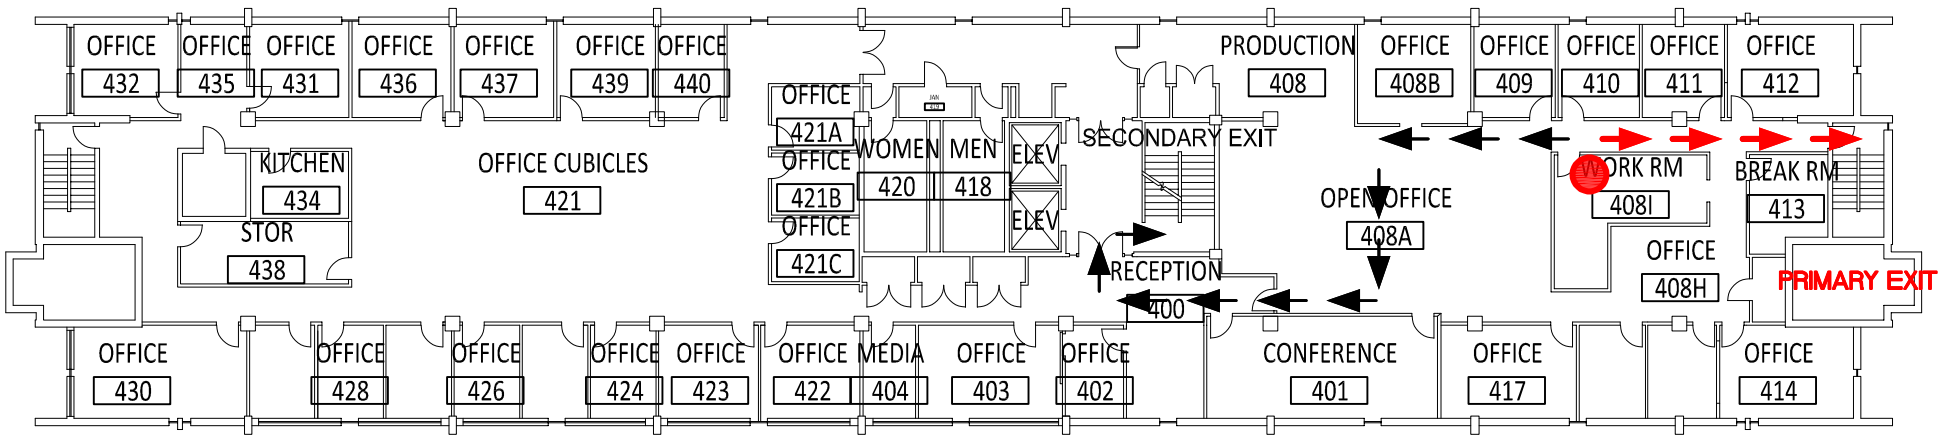 OFFICE
432
OFFICE
435
OFFICE
431
OFFICE
436
OFFICE
437
OFFICE
439
OFFICE
440
PRODUCTION
408
OFFICE
408B
OFFICE
409
OFFICE
410
OFFICE
411
OFFICE
412
OFFICE
421A
WOMEN
420
MEN
418
ELEV
SECONDARY EXIT
KITCHEN
434
OFFICE CUBICLES
421
OFFICE
421B
OPEN OFFICE
408A
WORK RM
408I
BREAK RM
413
STOR
438
OFFICE
421C
ELEV
RECEPTION
400
OFFICE
408H
PRIMARY EXIT
OFFICE
430
OFFICE
428
OFFICE
426
OFFICE
424
OFFICE
423
OFFICE
422
MEDIA
404
OFFICE
403
OFFICE
402
CONFERENCE
401
OFFICE
417
OFFICE
414